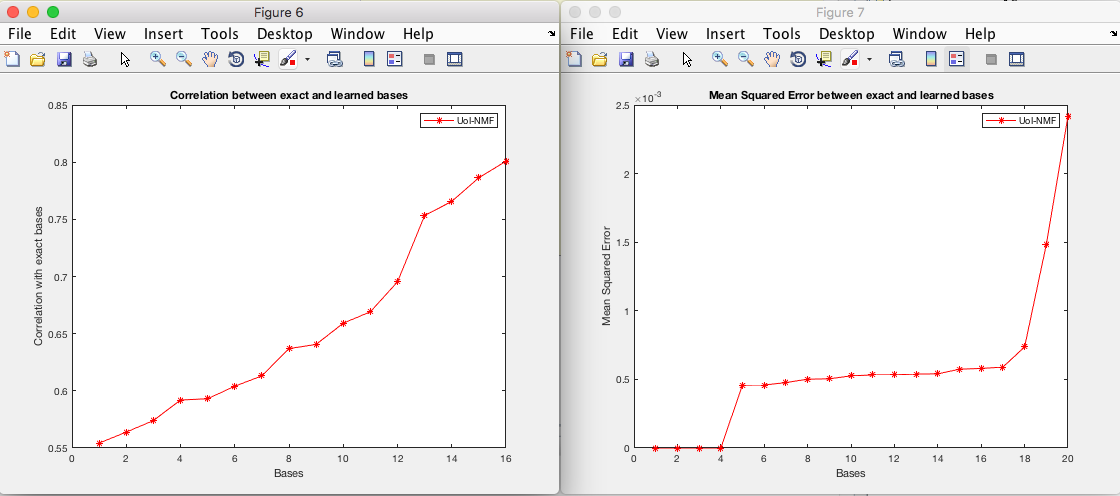 Figure 6
File Edit View Insert Tools Desktop Window Help
Correlation between exact and learned bases
UoI-NMF
Correlation with exact bases
0.85
0.8
0.75
0.7
0.65
0.6
0.55
0 2 4 6 8 10 12 14 16
Bases
Figure 7
File Edit View Insert Tools Desktop Window Help
×10⁻³
Mean Squared Error between exact and learned bases
UoI-NMF
Mean Squared Error
2.5
2
1.5
1
0.5
0
0 2 4 6 8 10 12 14 16 18 20
Bases